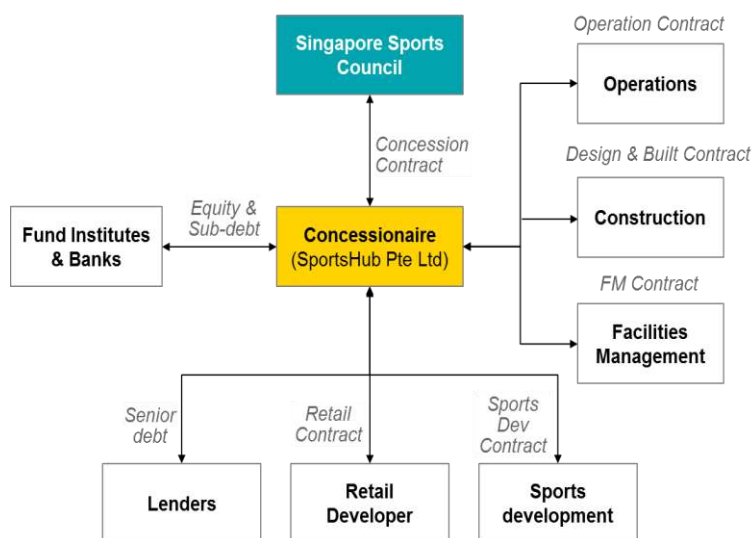 Operation Contract
Singapore Sports
Council
Operations
Concession
Contract
Design & Built Contract
Equity &
Sub-debt
Fund Institutes
& Banks
Concessionaire
(SportsHub Pte Ltd)
Construction
FM Contract
Facilities
Management
Senior
debt
Retail
Contract
Sports
Dev
Contract
Lenders
Retail
Developer
Sports
development